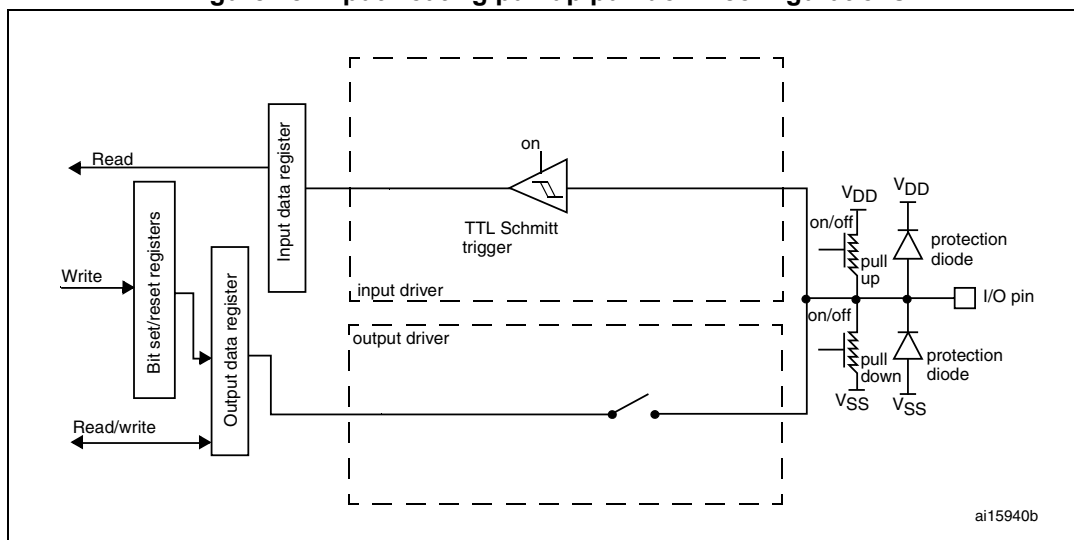 on
Read
Input data register
TTL Schmitt
trigger
input driver
Write
Bit set/reset registers
Output data register
Read/write
output driver
VDD
VDD
on/off
pull
up
protection
diode
I/O pin
on/off
pull
down
protection
diode
VSS
VSS
ai15940b